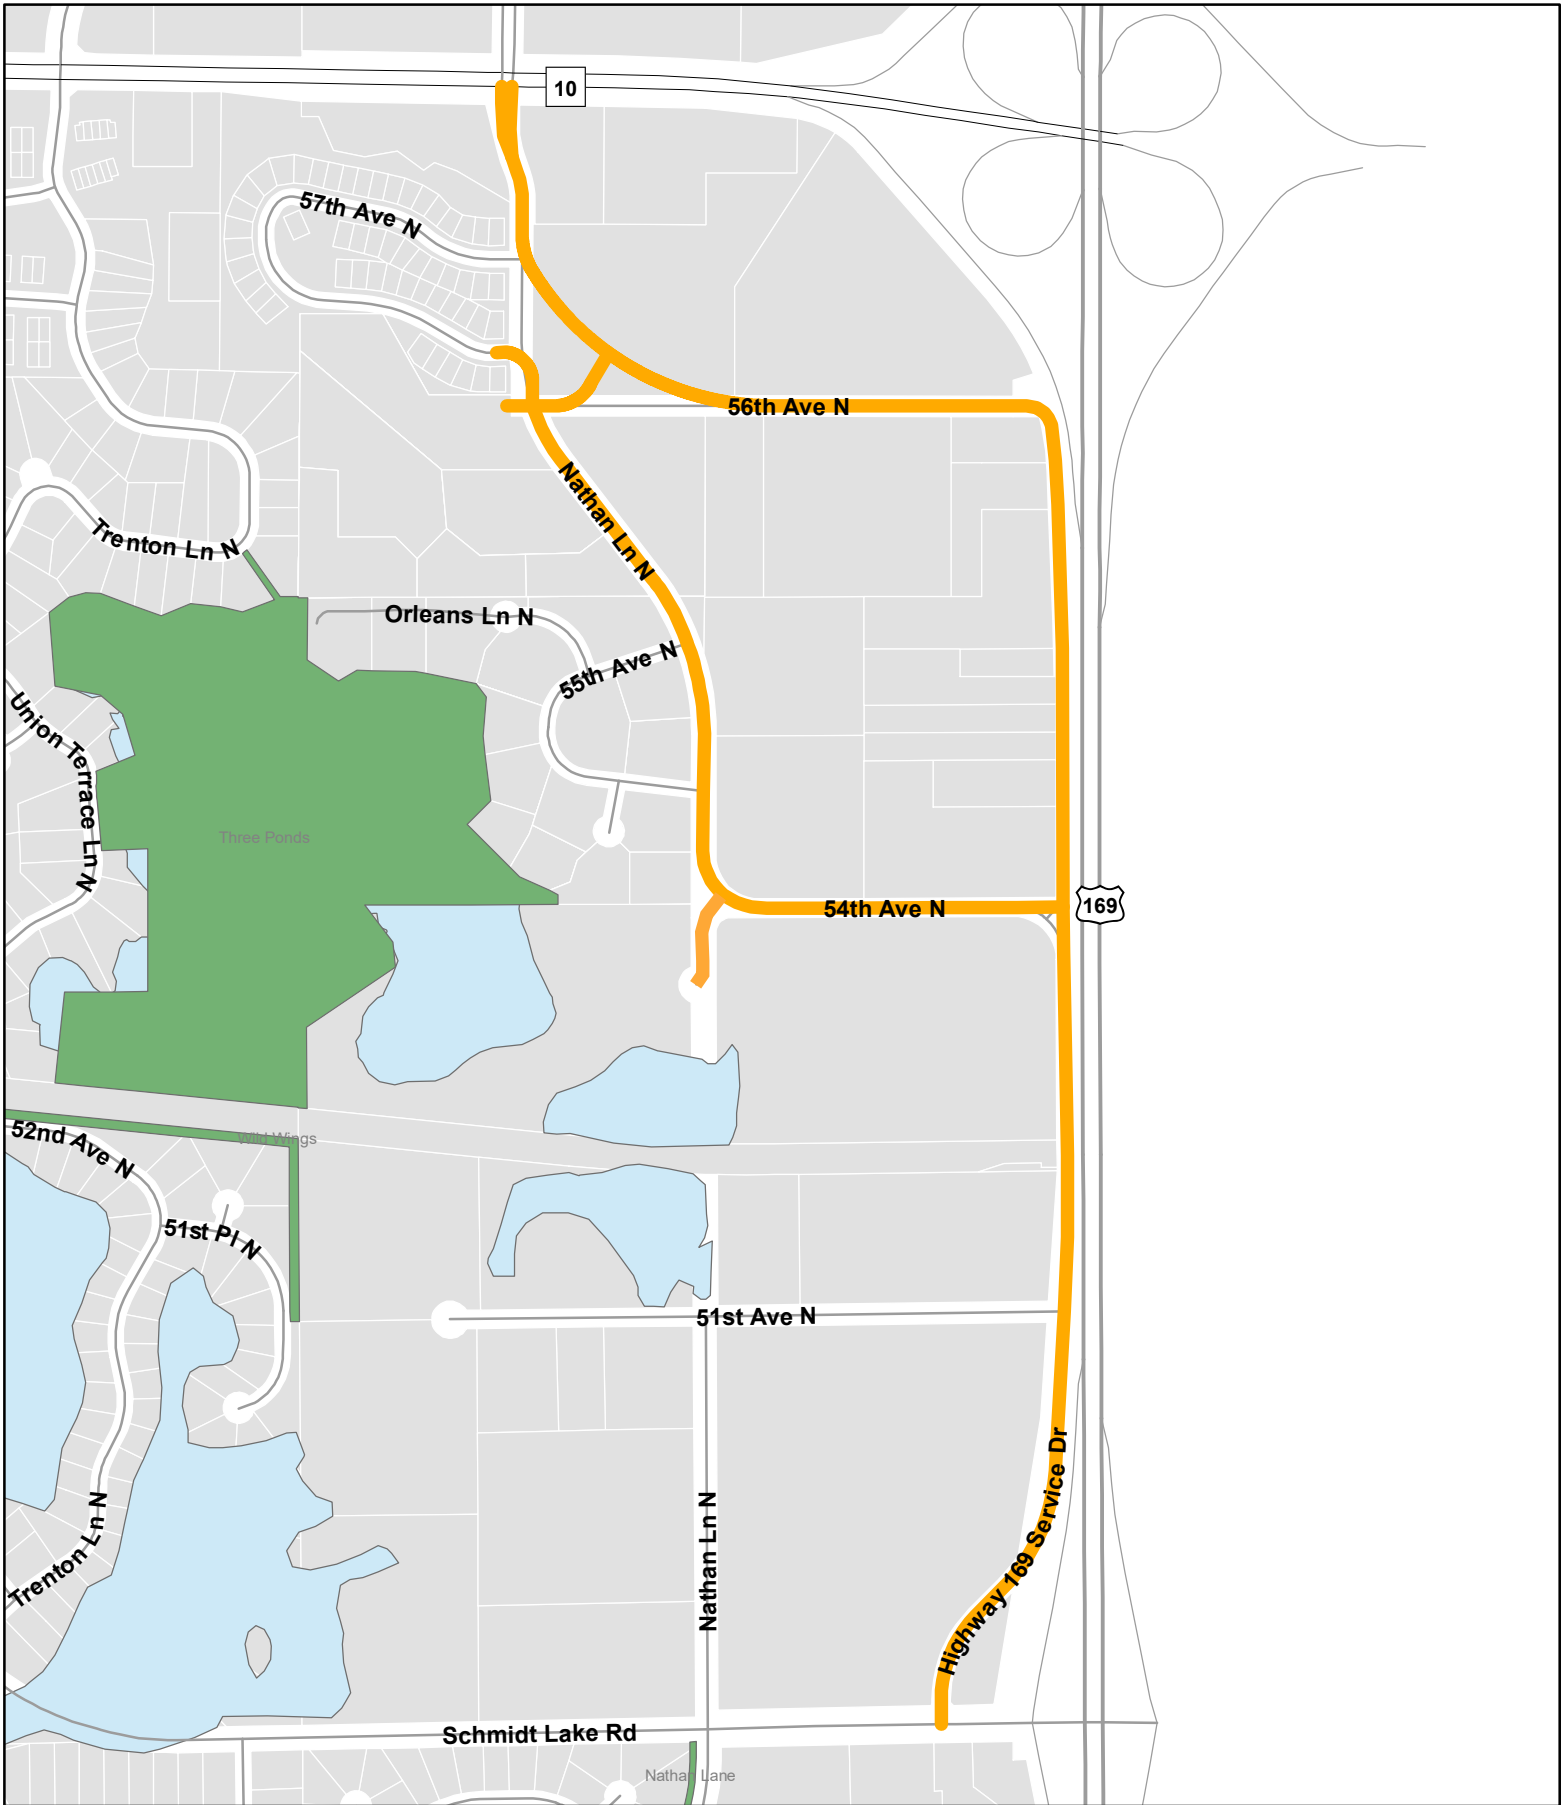 10
57th Ave N
56th Ave N
Nathan Ln N
Trenton Ln N
Orleans Ln N
55th Ave N
Union Terrace Ln N
Three Ponds
54th Ave N
169
52nd Ave N
Wild Wings
51st Pl N
51st Ave N
Highway 169 Service Dr
Trenton Ln N
Nathan Ln N
Schmidt Lake Rd
Nathan Lane